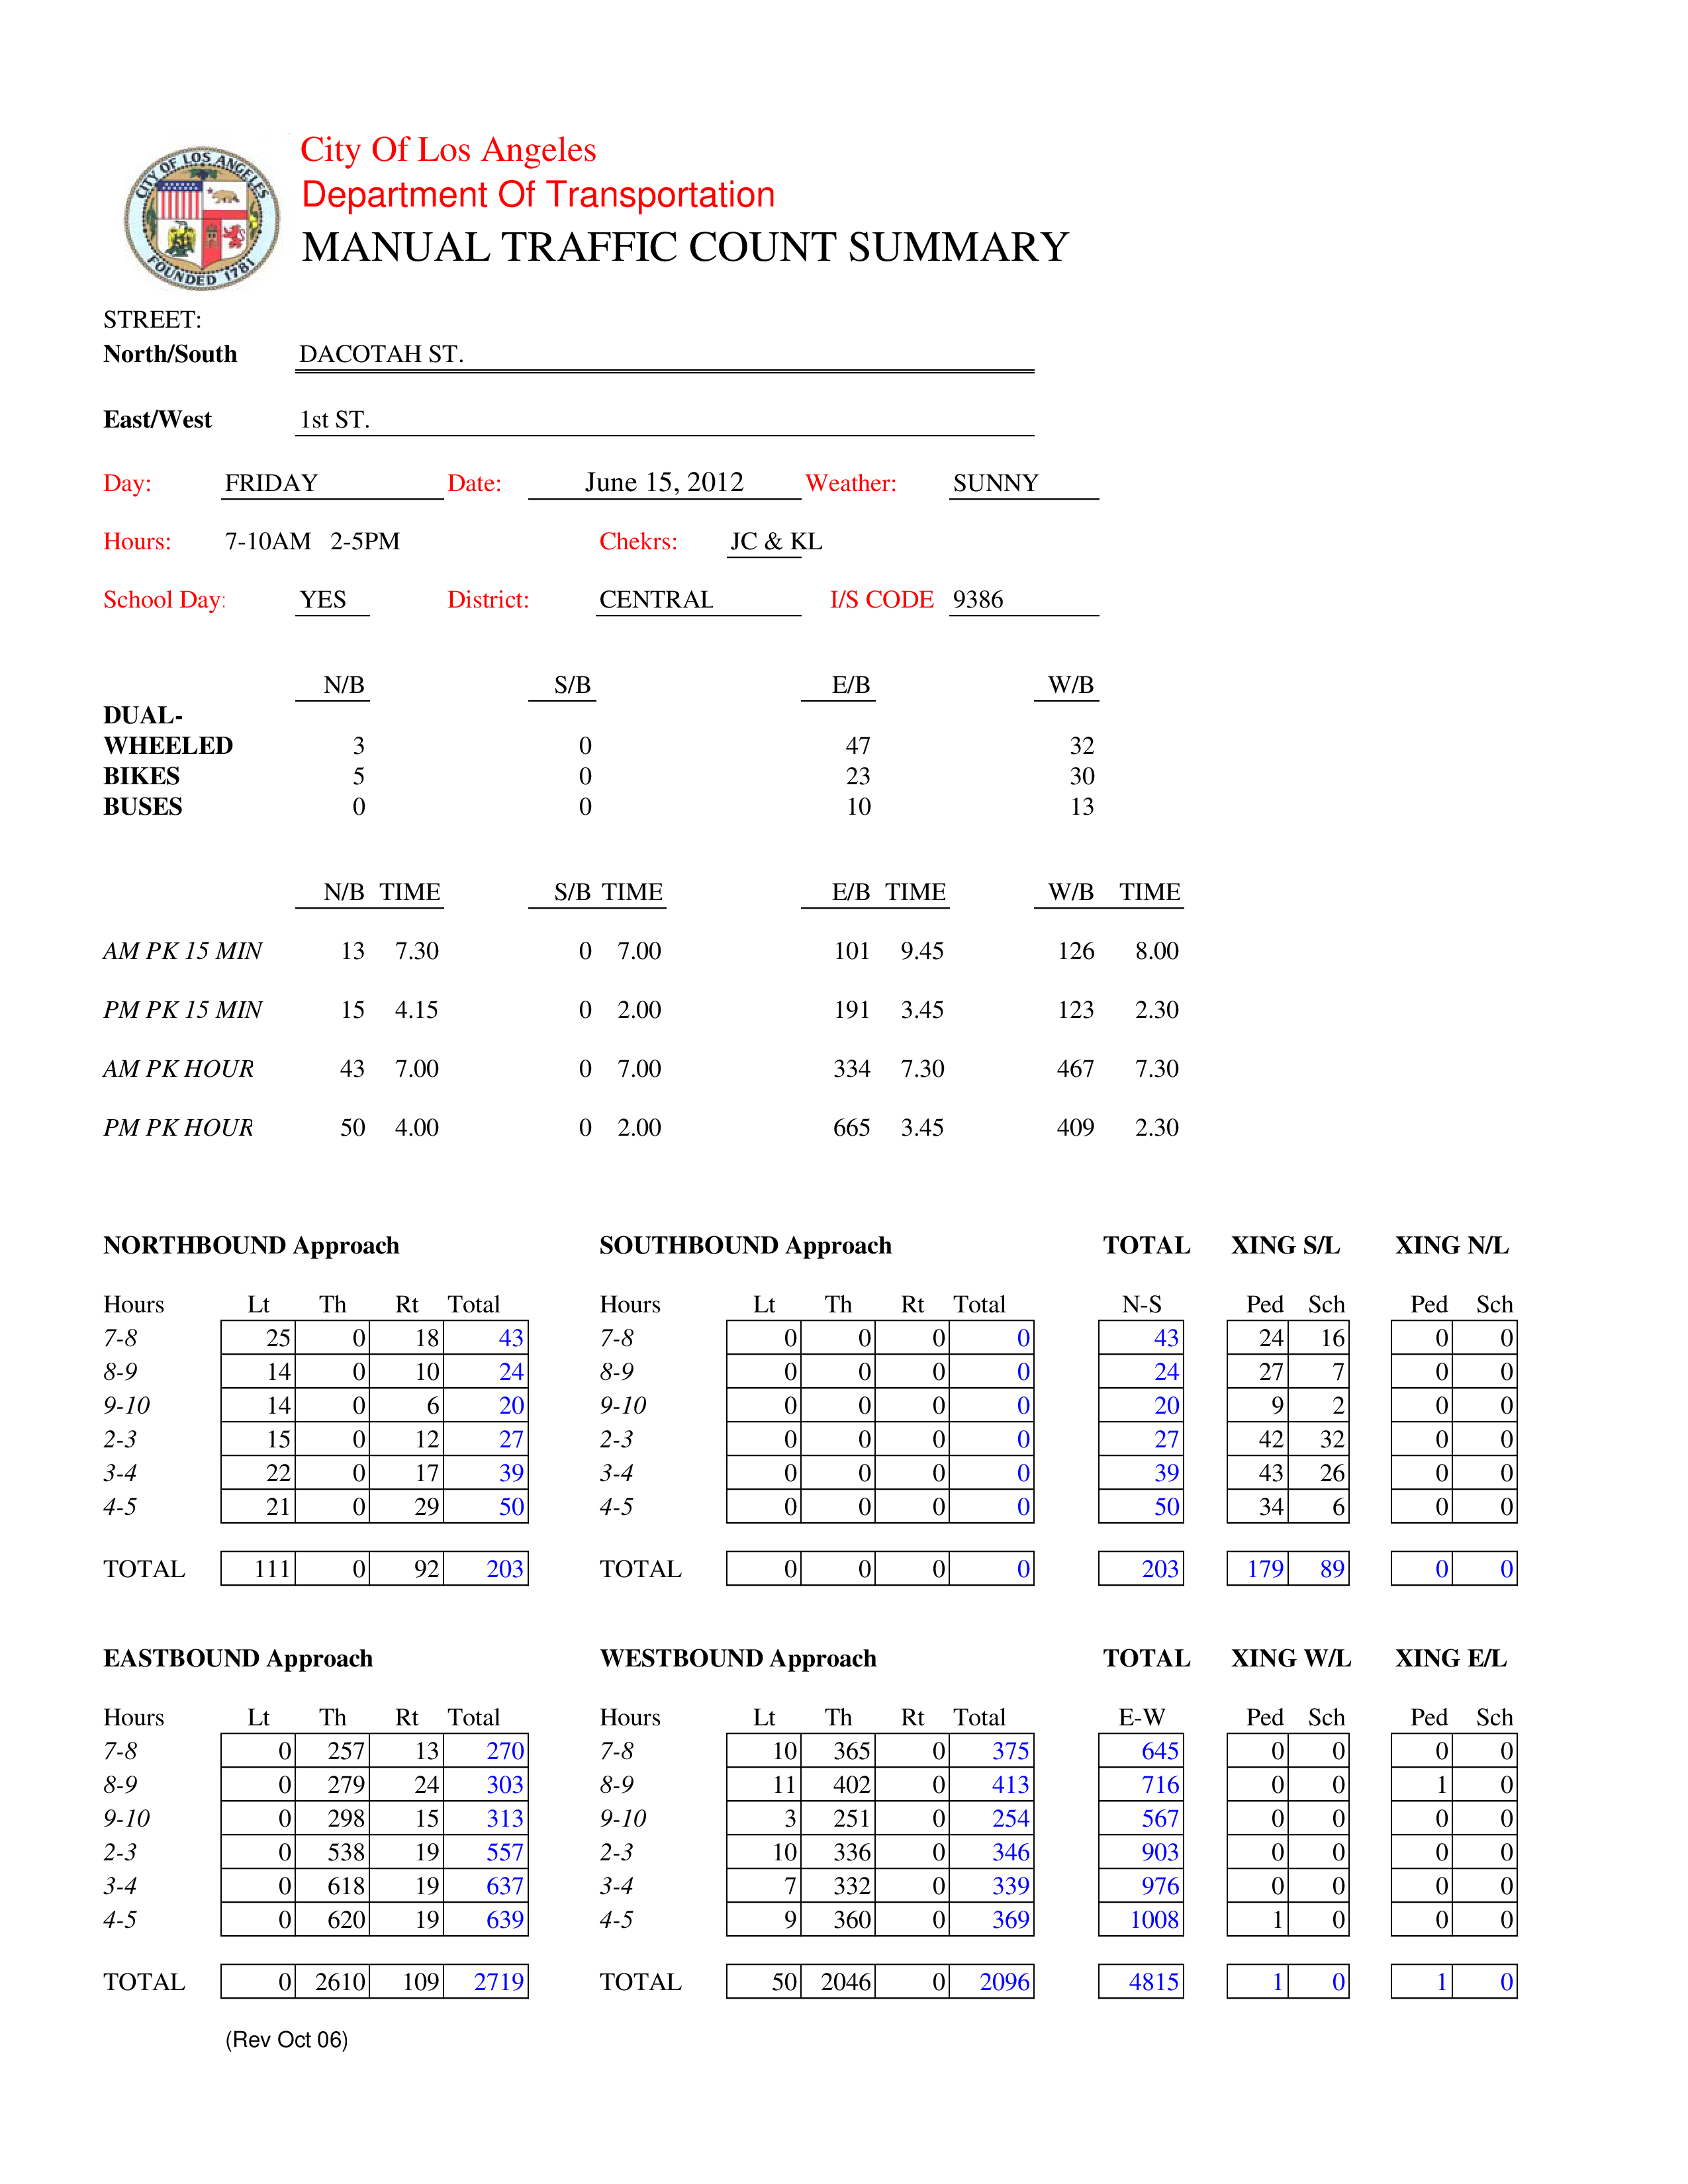 CITY OF LOS ANGELES
FOUNDED 1781
City Of Los Angeles
Department Of Transportation
MANUAL TRAFFIC COUNT SUMMARY
STREET:
North/South DACOTAH ST.
East/West 1st ST.
Day: FRIDAY Date: June 15, 2012 Weather: SUNNY
Hours: 7-10AM 2-5PM Chekrs: JC & KL
School Day: YES District: CENTRAL I/S CODE 9386
N/B S/B E/B W/B
DUAL-
WHEELED 3 0 47 32
BIKES 5 0 23 30
BUSES 0 0 10 13
N/B TIME S/B TIME E/B TIME W/B TIME
AM PK 15 MIN 13 7.30 0 7.00 101 9.45 126 8.00
PM PK 15 MIN 15 4.15 0 2.00 191 3.45 123 2.30
AM PK HOUR 43 7.00 0 7.00 334 7.30 467 7.30
PM PK HOUR 50 4.00 0 2.00 665 3.45 409 2.30
NORTHBOUND Approach SOUTHBOUND Approach TOTAL XING S/L XING N/L
Hours Lt Th Rt Total Hours Lt Th Rt Total N-S Ped Sch Ped Sch
7-8 25 0 18 43 7-8 0 0 0 0 43 24 16 0 0
8-9 14 0 10 24 8-9 0 0 0 0 24 27 7 0 0
9-10 14 0 6 20 9-10 0 0 0 0 20 9 2 0 0
2-3 15 0 12 27 2-3 0 0 0 0 27 42 32 0 0
3-4 22 0 17 39 3-4 0 0 0 0 39 43 26 0 0
4-5 21 0 29 50 4-5 0 0 0 0 50 34 6 0 0
TOTAL 111 0 92 203 TOTAL 0 0 0 0 203 179 89 0 0
EASTBOUND Approach WESTBOUND Approach TOTAL XING W/L XING E/L
Hours Lt Th Rt Total Hours Lt Th Rt Total E-W Ped Sch Ped Sch
7-8 0 257 13 270 7-8 10 365 0 375 645 0 0 0 0
8-9 0 279 24 303 8-9 11 402 0 413 716 0 0 1 0
9-10 0 298 15 313 9-10 3 251 0 254 567 0 0 0 0
2-3 0 538 19 557 2-3 10 336 0 346 903 0 0 0 0
3-4 0 618 19 637 3-4 7 332 0 339 976 0 0 0 0
4-5 0 620 19 639 4-5 9 360 0 369 1008 1 0 0 0
TOTAL 0 2610 109 2719 TOTAL 50 2046 0 2096 4815 1 0 1 0
(Rev Oct 06)